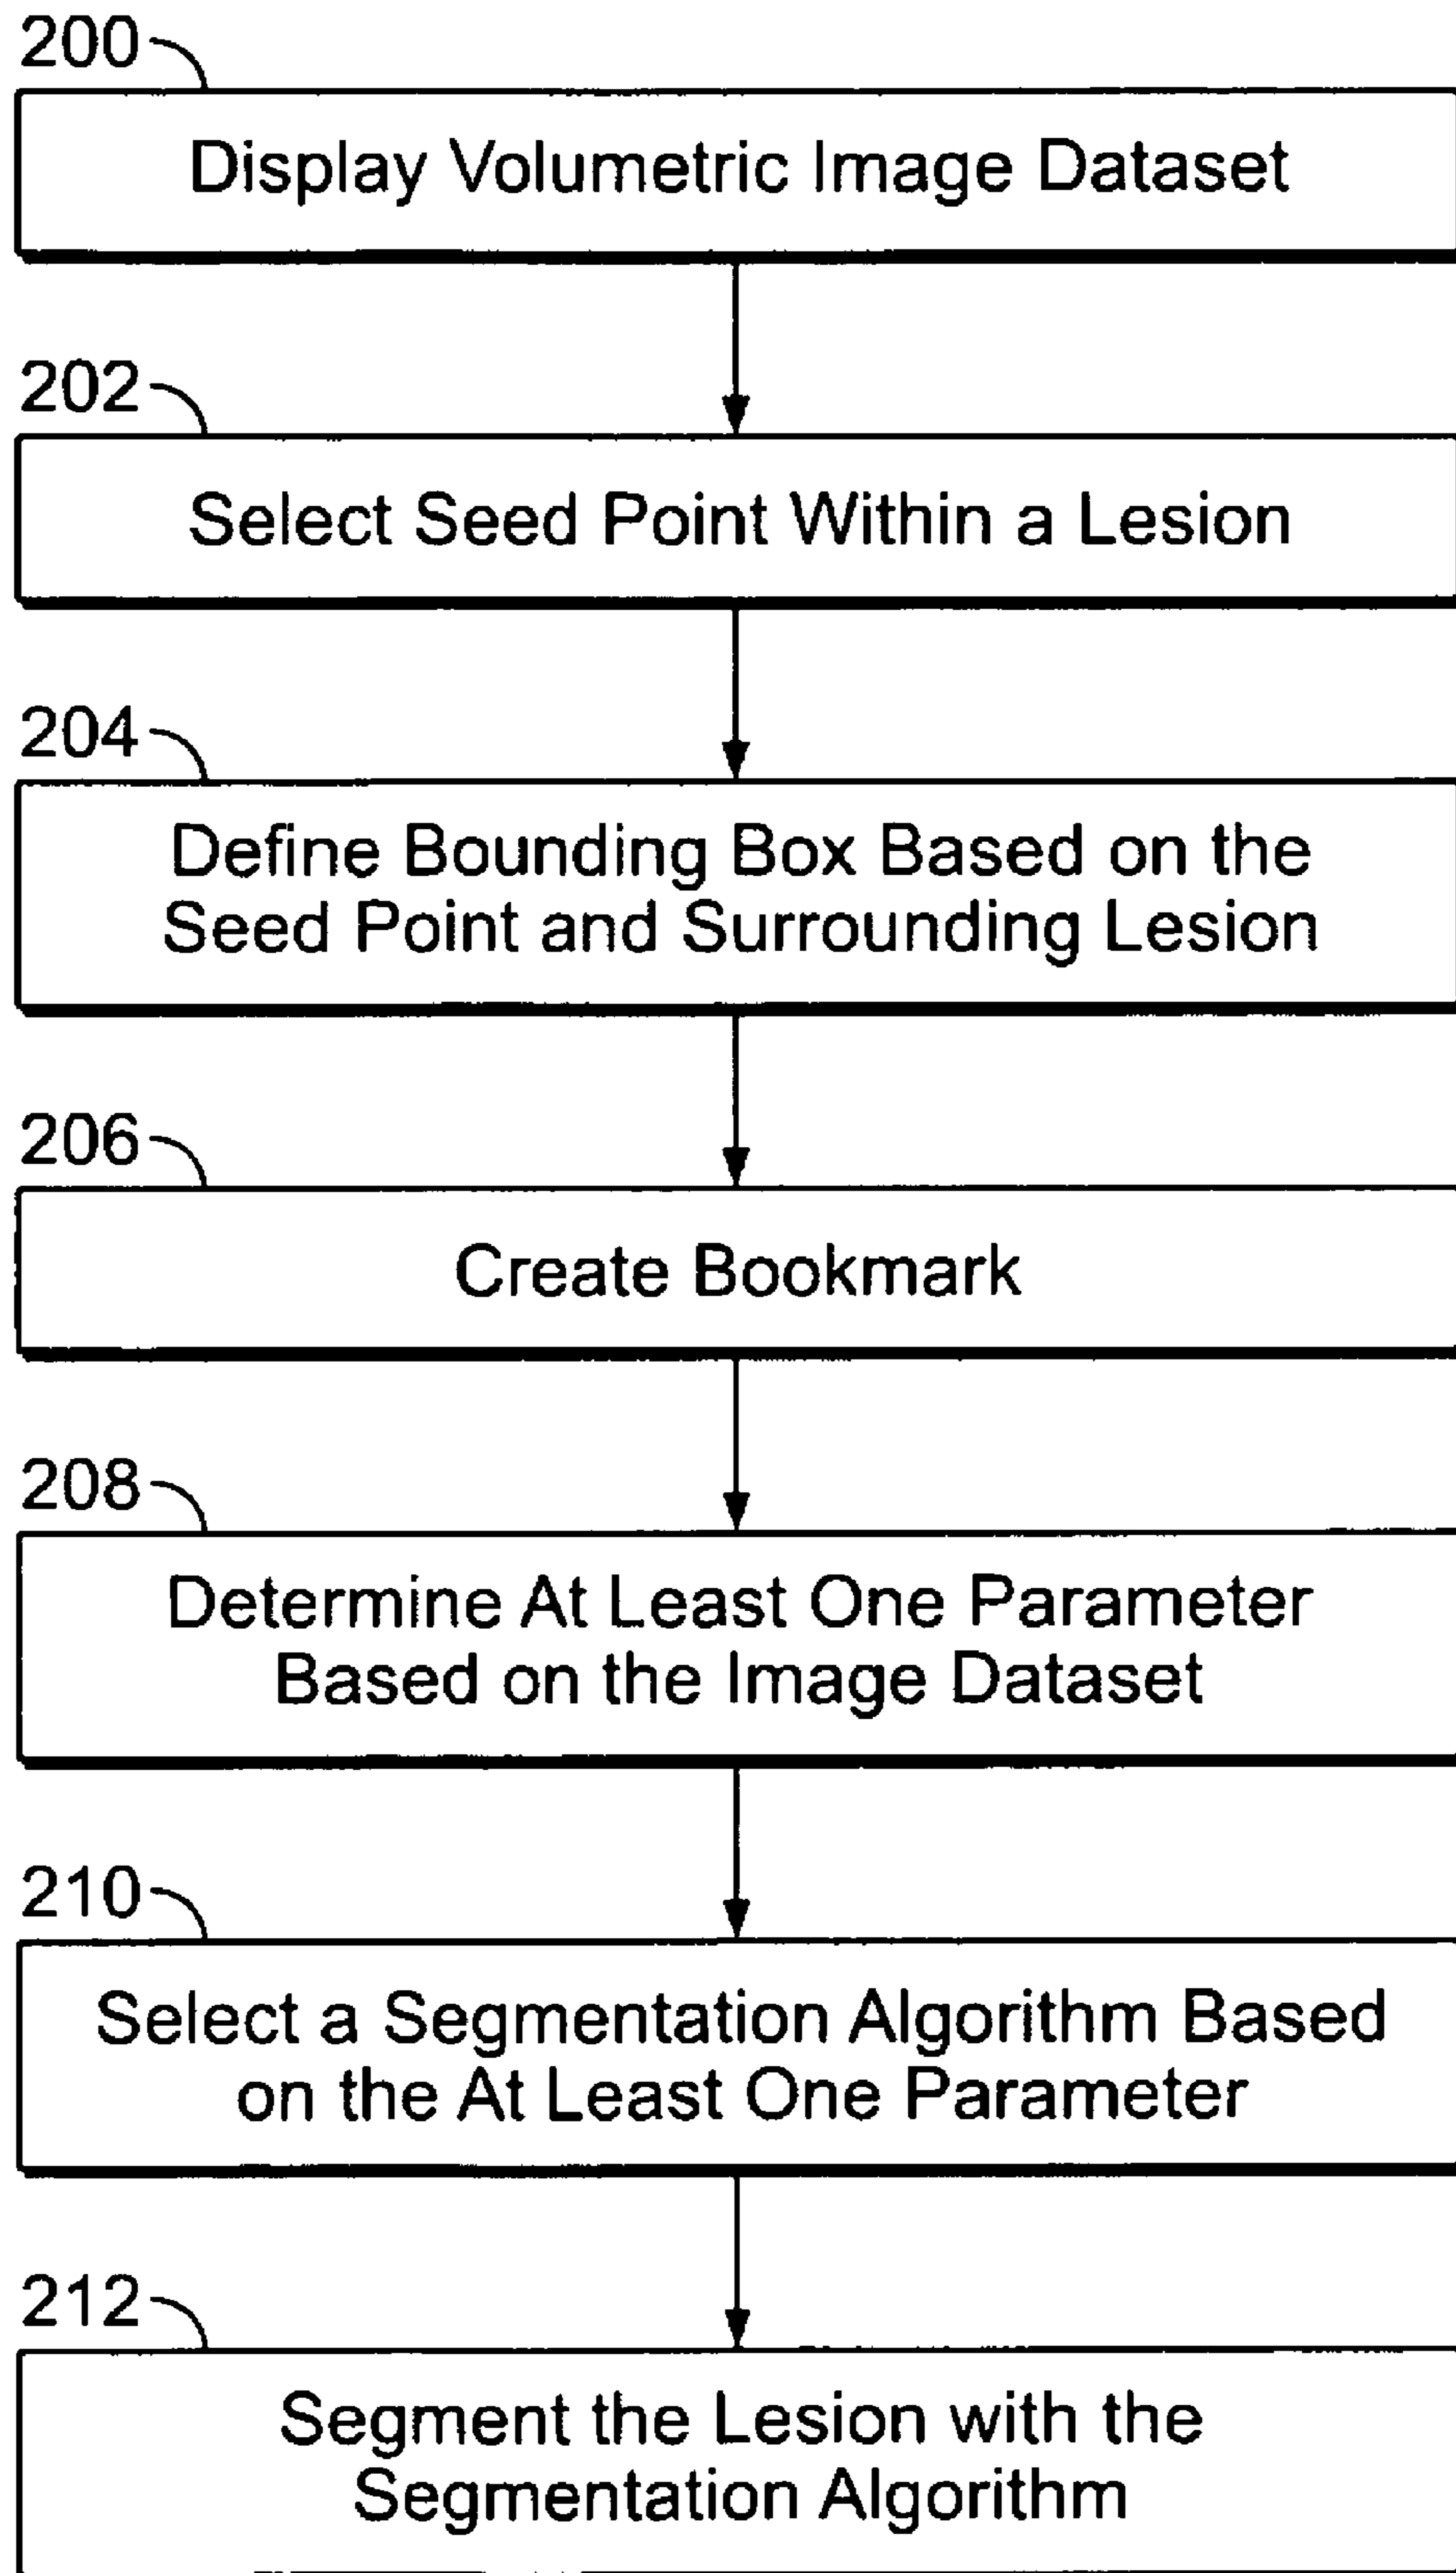 200
Display Volumetric Image Dataset
202
Select Seed Point Within a Lesion
204
Define Bounding Box Based on the
Seed Point and Surrounding Lesion
206
Create Bookmark
208
Determine At Least One Parameter
Based on the Image Dataset
210
Select a Segmentation Algorithm Based
on the At Least One Parameter
212
Segment the Lesion with the
Segmentation Algorithm